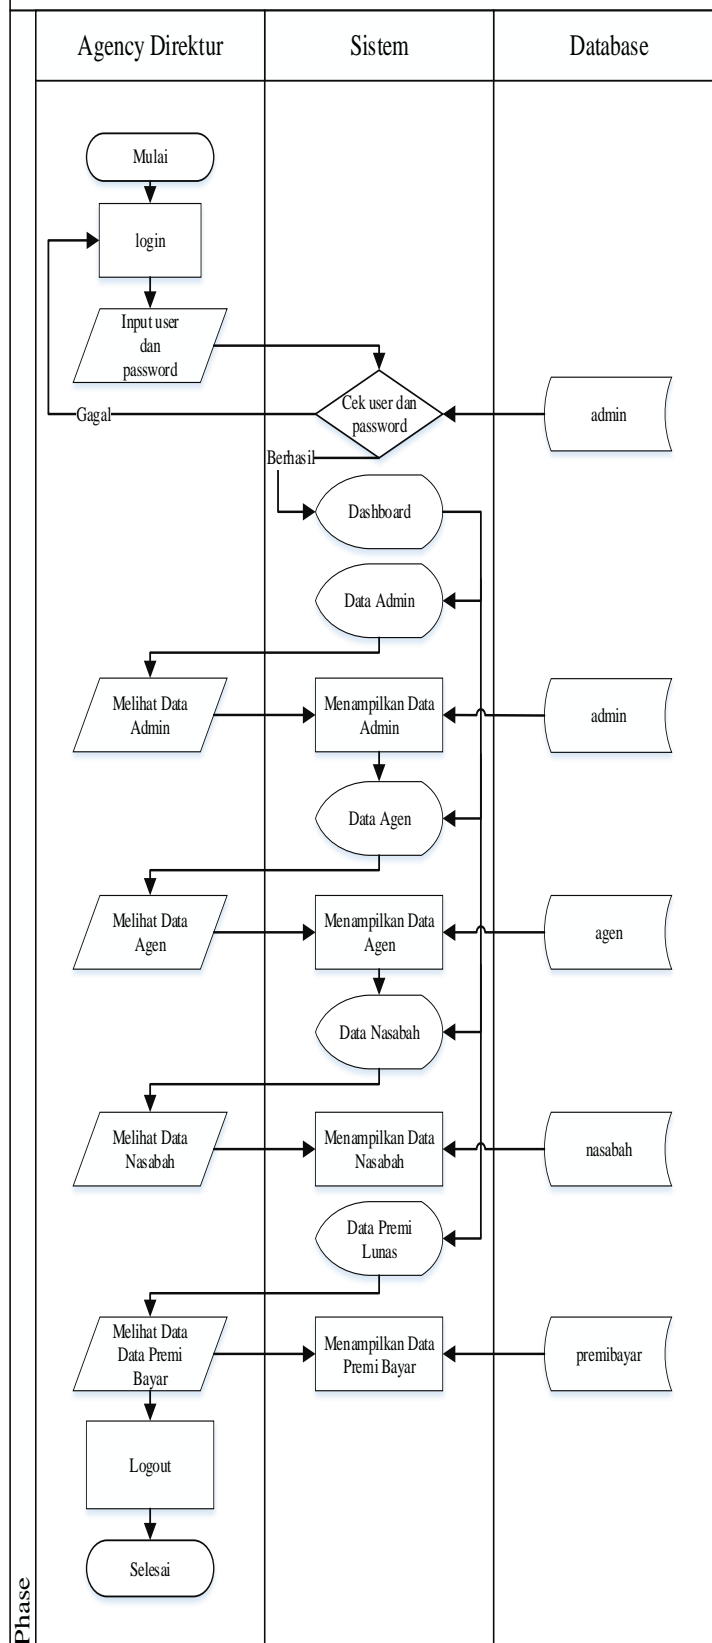 Agency Direktur
Sistem
Database
Mulai
login
Input user
dan
password
Cek user dan
password
admin
Gagal
Berhasil
Dashboard
Data Admin
Melihat Data
Admin
Menampilkan Data
Admin
admin
Data Agen
Melihat Data
Agen
Menampilkan Data
Agen
agen
Data Nasabah
Melihat Data
Nasabah
Menampilkan Data
Nasabah
nasabah
Data Premi
Lunas
Melihat Data
Data Premi
Bayar
Menampilkan Data
Premi Bayar
premibayar
Logout
Selesai
Phase